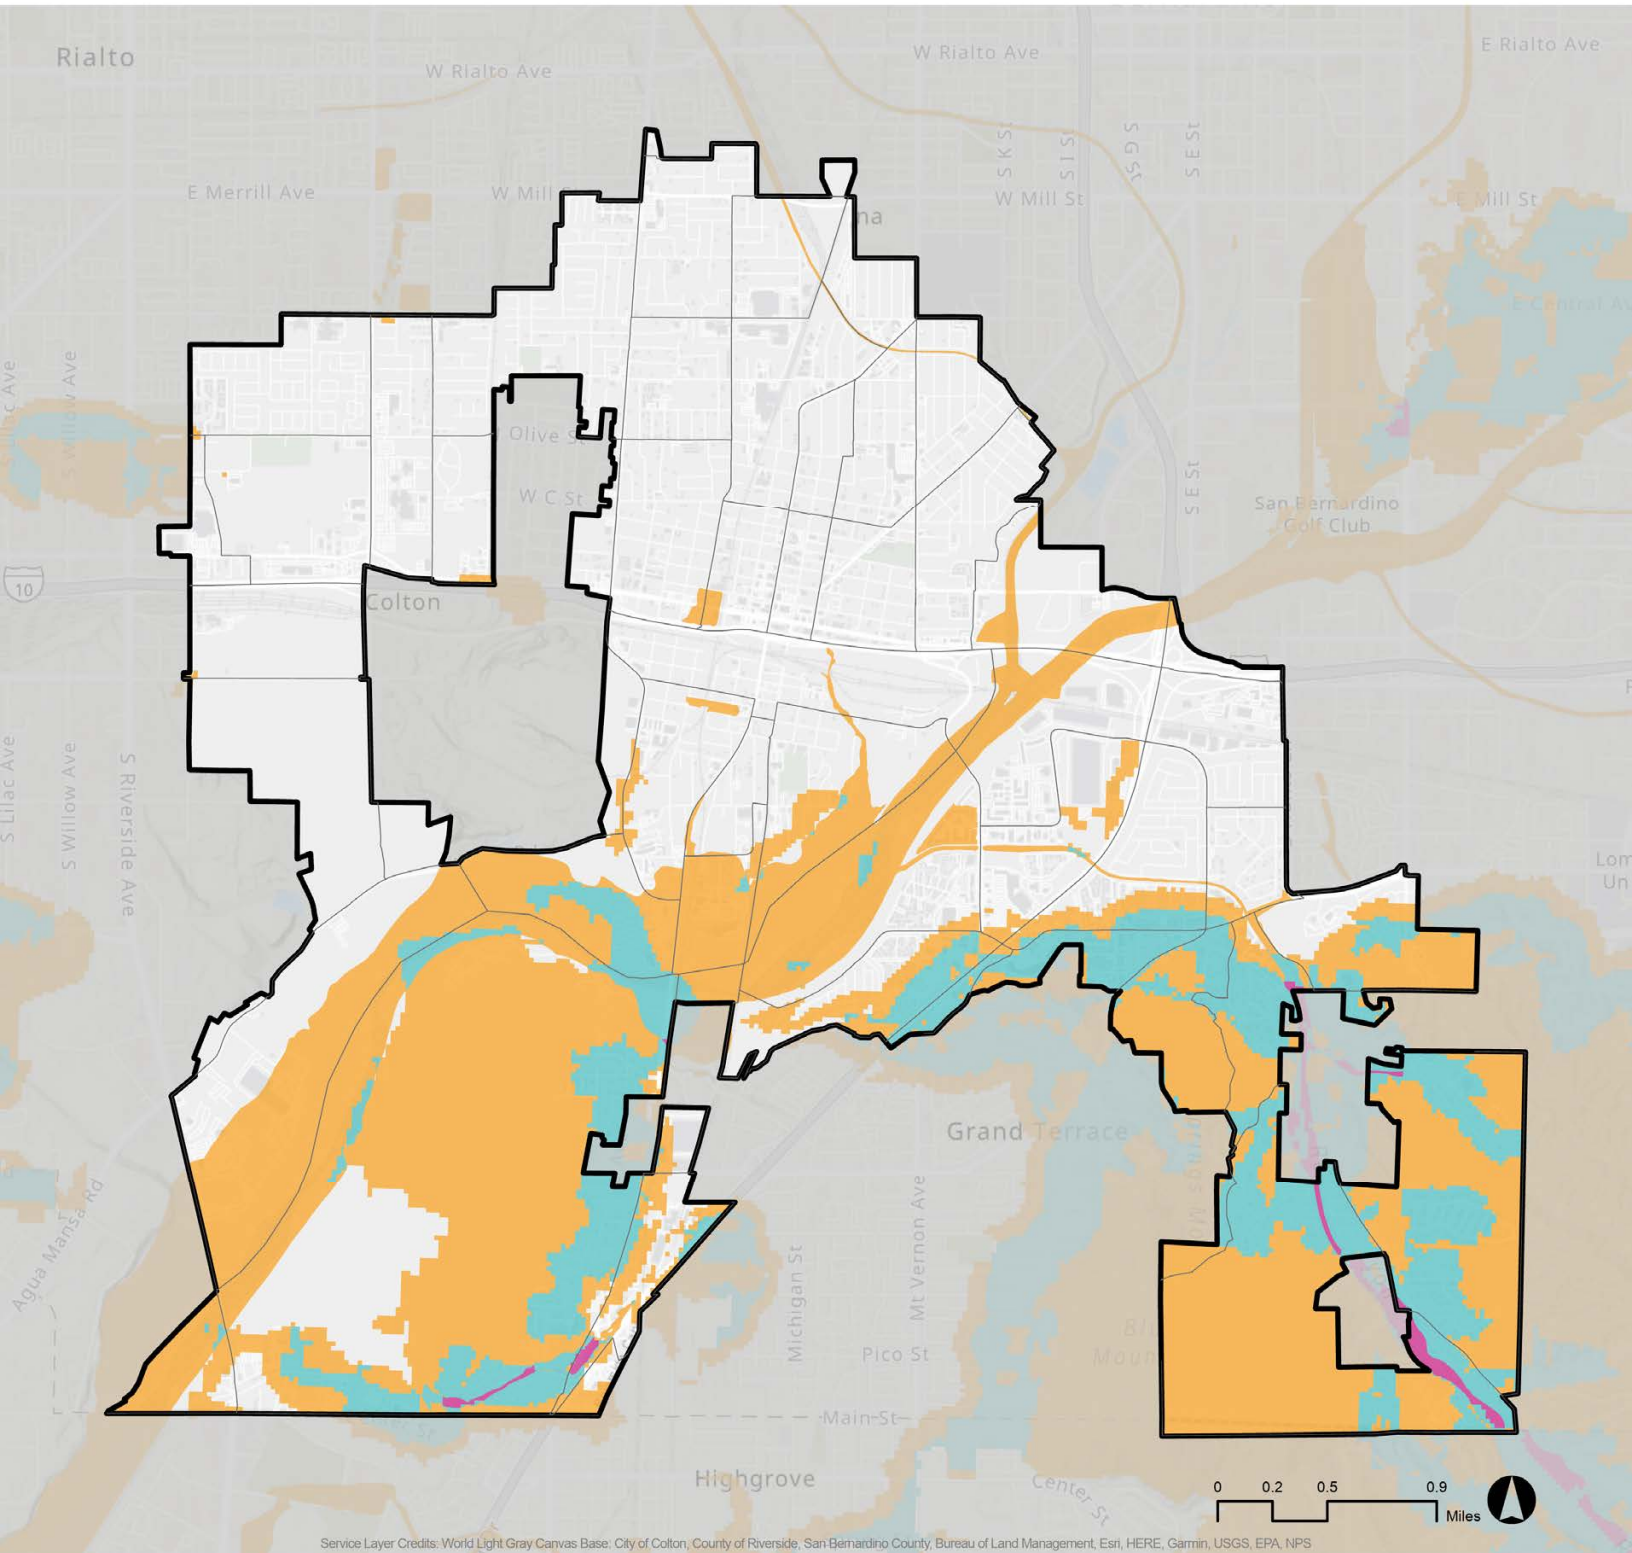 Rialto
W Rialto Ave
W Rialto Ave
E Rialto Ave
S K St
S I St
S G St
S E St
E Merrill Ave
W Mill S
W Mill St
E Mill St
na
E Central Av
S Willow Ave
Olive St
W C St
S E St
San Bernardino
Golf Club
10
Colton
S Lilac Ave
S Willow Ave
S Riverside Ave
Lom
Un
Grand Terrace
Agua Mansa Rd
Michigan St
Mt Vernon Ave
Pico St
Blu
Moun
Main St
Highgrove
Center St
0 0.2 0.5 0.9
Miles
Service Layer Credits: World Light Gray Canvas Base: City of Colton, County of Riverside, San Bernardino County, Bureau of Land Management, Esri, HERE, Garmin, USGS, EPA, NPS